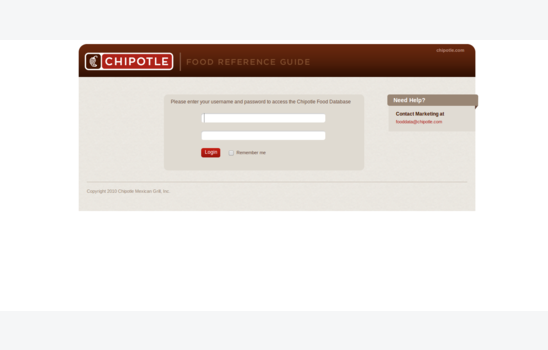 chipotle.com
CHIPOTLE
FOOD REFERENCE GUIDE
Please enter your username and password to access the Chipotle Food Database
Need Help?
Contact Marketing at
fooddata@chipotle.com
Login
Remember me
Copyright 2010 Chipotle Mexican Grill, Inc.